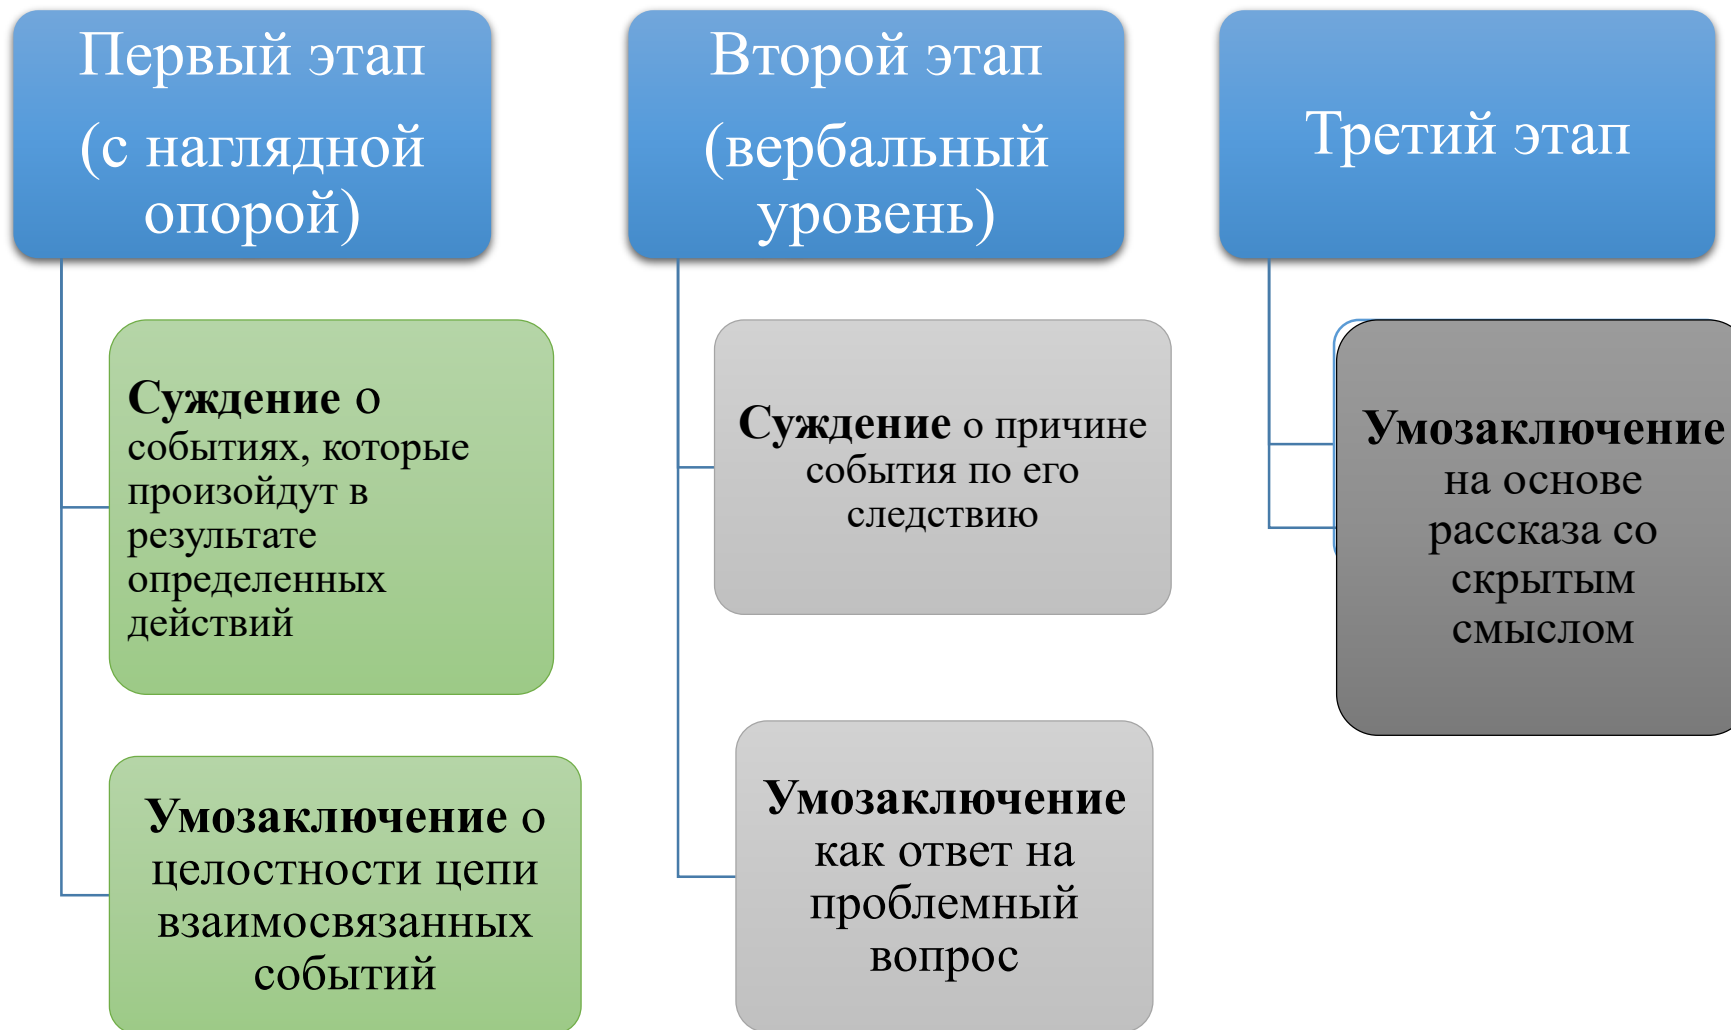 Первый этап
(с наглядной
опорой)
Суждение о
событиях, которые
произойдут в
результате
определенных
действий
Умозаключение о
целостности цепи
взаимосвязанных
событий
Второй этап
(вербальный
уровень)
Суждение о причине
события по его
следствию
Умозаключение
как ответ на
проблемный
вопрос
Третий этап
Умозаключение
на основе
рассказа со
скрытым
смыслом